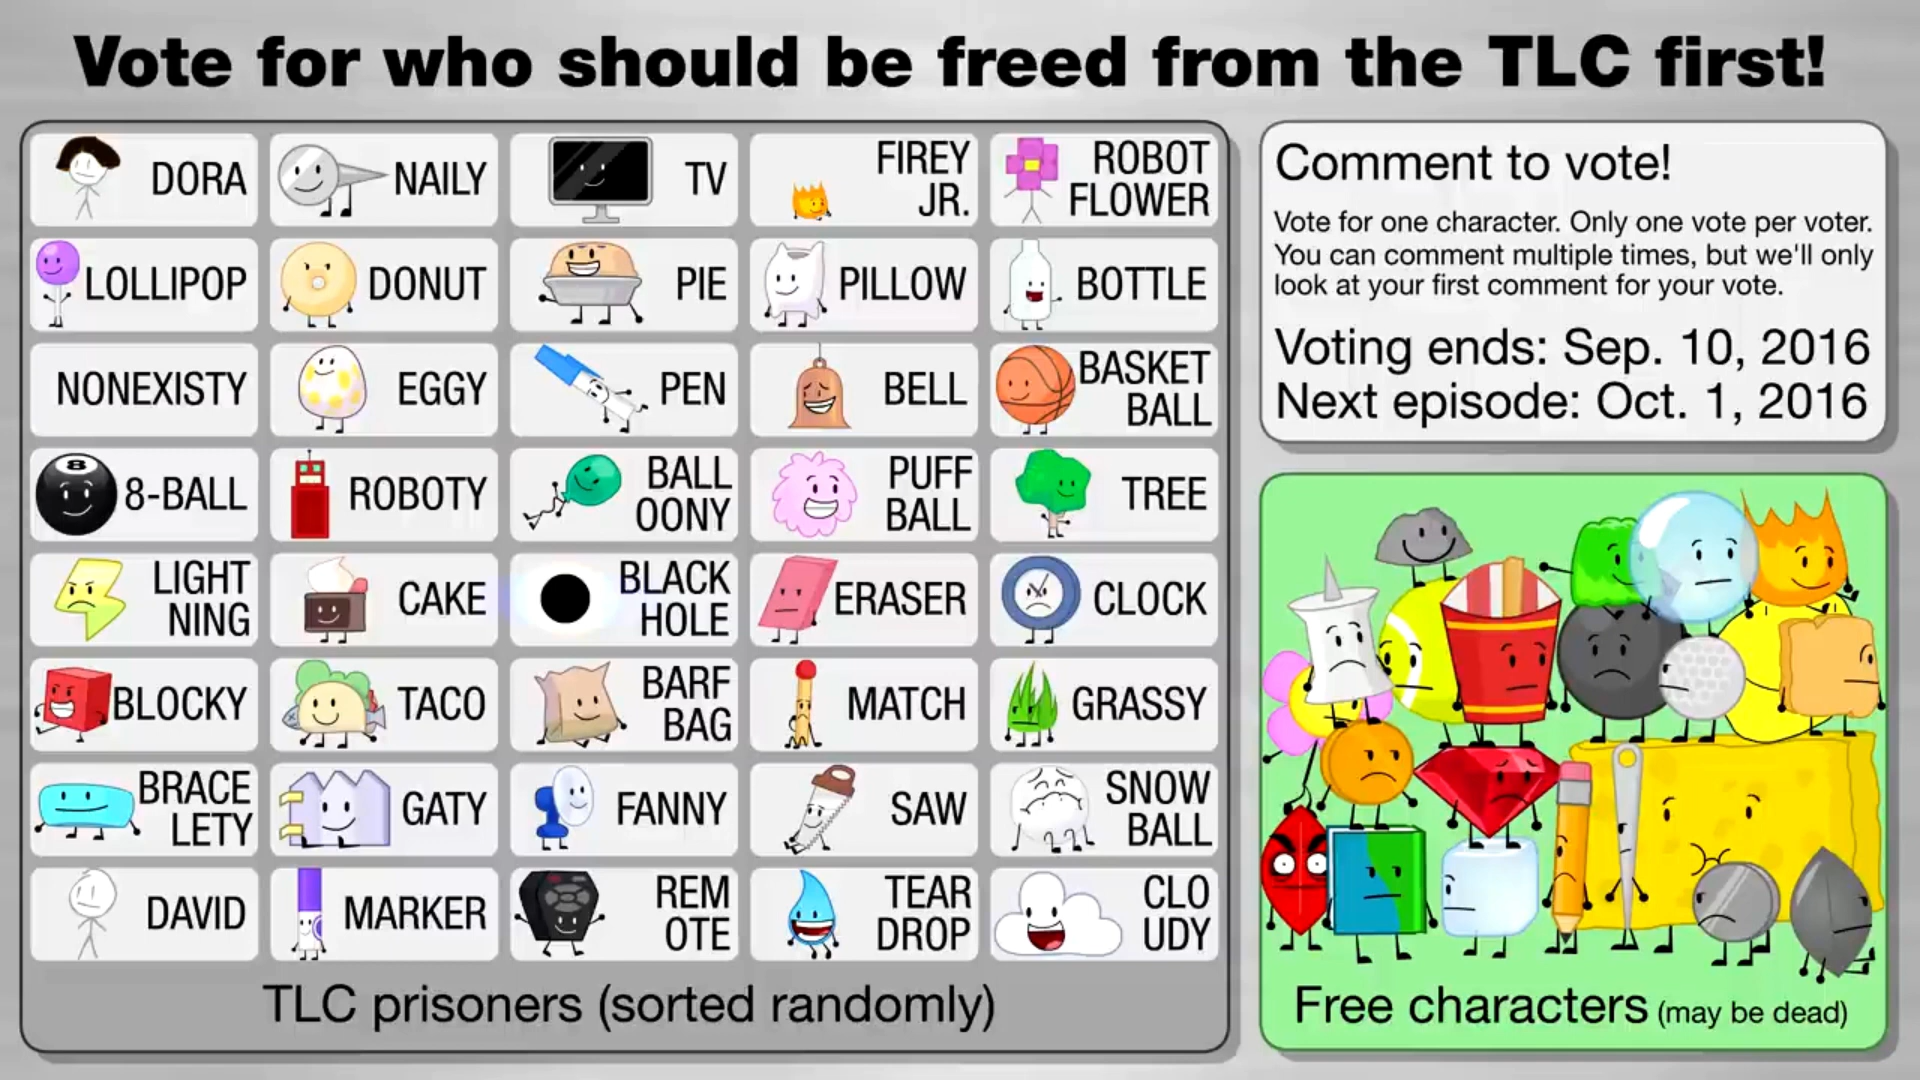 Vote for who should be freed from the TLC first!
DORA
NAILY
TV
FIREY
JR.
ROBOT
FLOWER
LOLLIPOP
DONUT
PIE
PILLOW
BOTTLE
NONEXISTY
EGGY
PEN
BELL
BASKET
BALL
8
8-BALL
ROBOTY
BALL
OONY
PUFF
BALL
TREE
LIGHT
NING
CAKE
BLACK
HOLE
ERASER
CLOCK
BLOCKY
TACO
BARF
BAG
MATCH
GRASSY
BRACE
LETY
GATY
FANNY
SAW
SNOW
BALL
DAVID
MARKER
REM
OTE
TEAR
DROP
CLO
UDY
TLC prisoners (sorted randomly)
Comment to vote!
Vote for one character. Only one vote per voter.
You can comment multiple times, but we'll only
look at your first comment for your vote.
Voting ends: Sep. 10, 2016
Next episode: Oct. 1, 2016
Free characters (may be dead)